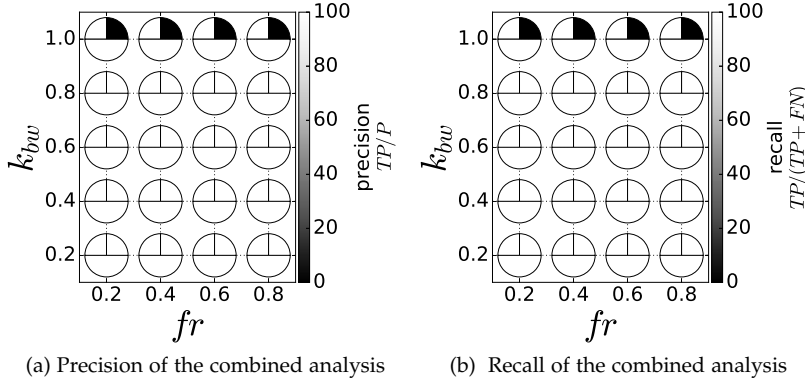 1.0
0.8
0.6
0.4
0.2
k_bw
0.2 0.4 0.6 0.8
fr
100
80
60
40
20
0
precision
TP/P
(a) Precision of the combined analysis
1.0
0.8
0.6
0.4
0.2
k_bw
0.2 0.4 0.6 0.8
fr
100
80
60
40
20
0
recall
TP/(TP + FN)
(b) Recall of the combined analysis